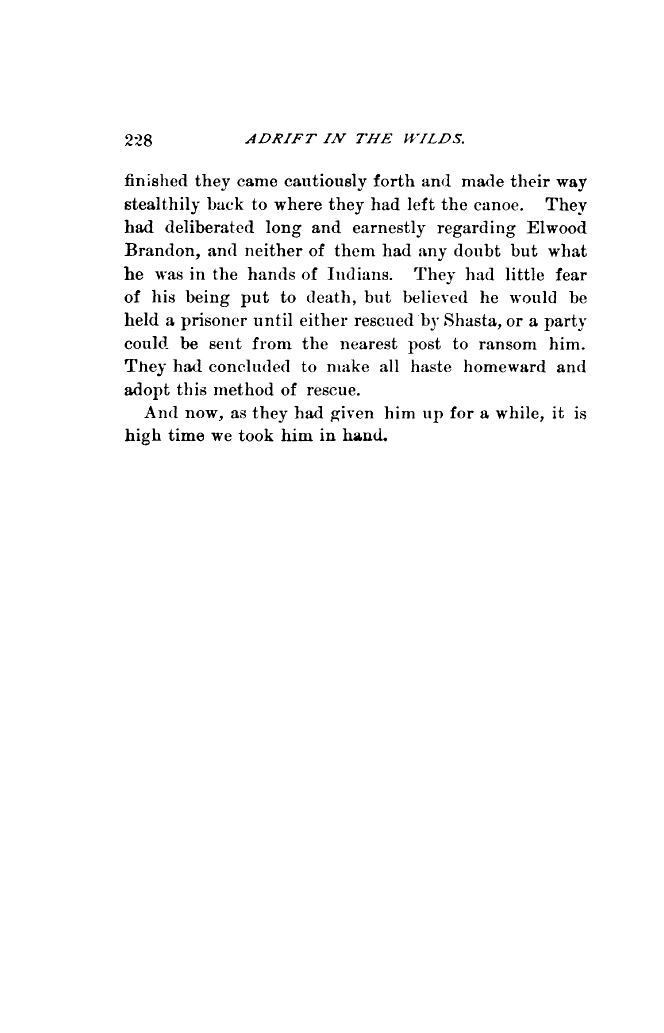 228 ADRIFT IN THE WILDS.
finished they came cautiously forth and made their way
stealthily back to where they had left the canoe. They
had deliberated long and earnestly regarding Elwood
Brandon, and neither of them had any doubt but what
he was in the hands of Indians. They had little fear
of his being put to death, but believed he would be
held a prisoner until either rescued by Shasta, or a party
could be sent from the nearest post to ransom him.
They had concluded to make all haste homeward and
adopt this method of rescue.
And now, as they had given him up for a while, it is
high time we took him in hand.